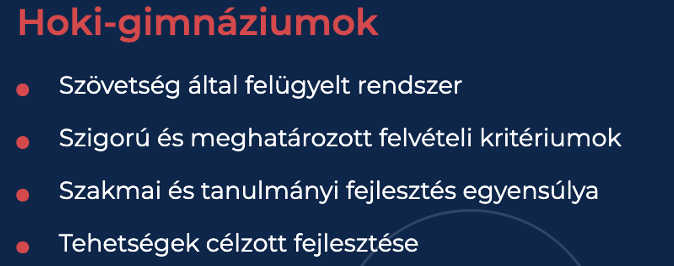 Hoki-gimnáziumok
Szövetség által felügyelt rendszer
Szigorú és meghatározott felvételi kritériumok
Szakmai és tanulmányi fejlesztés egyensúlya
Tehetségek célzott fejlesztése